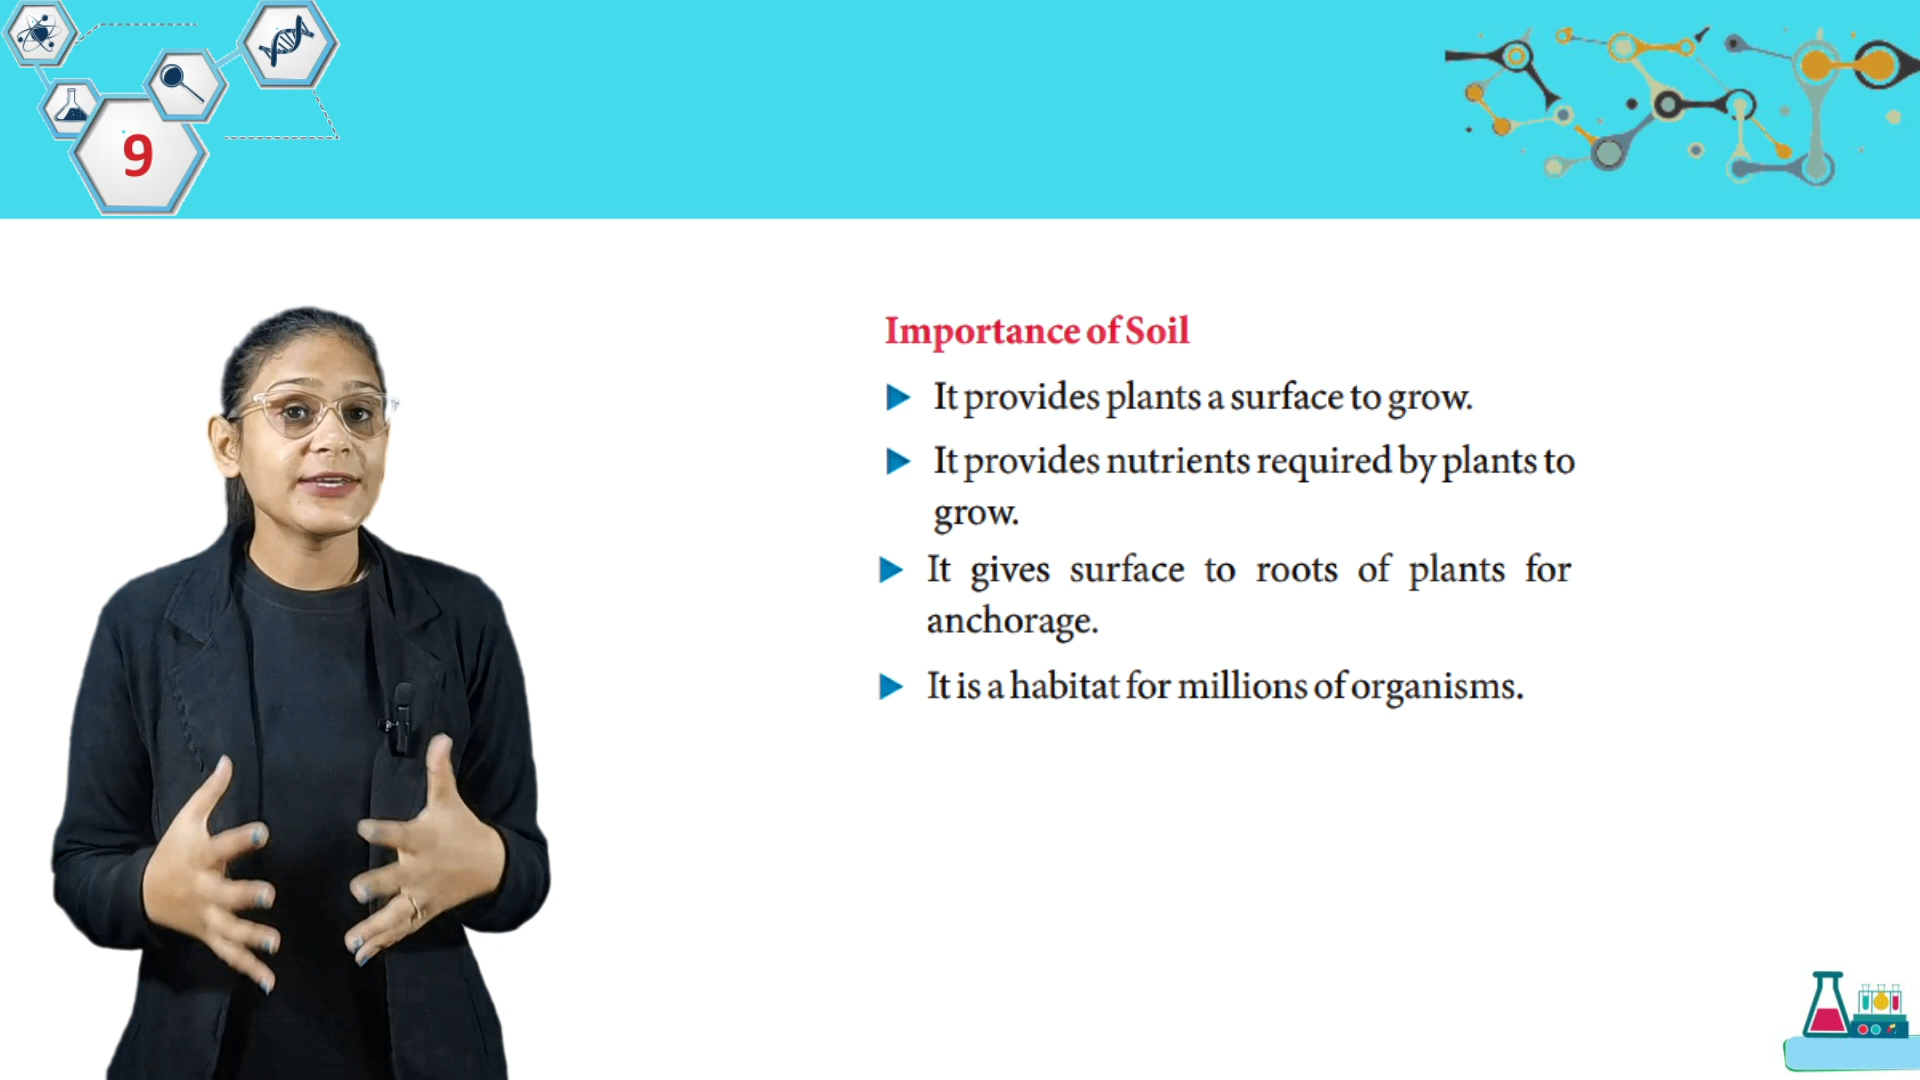 9
Importance of Soil
It provides plants a surface to grow.
It provides nutrients required by plants to
grow.
It gives surface to roots of plants for
anchorage.
It is a habitat for millions of organisms.